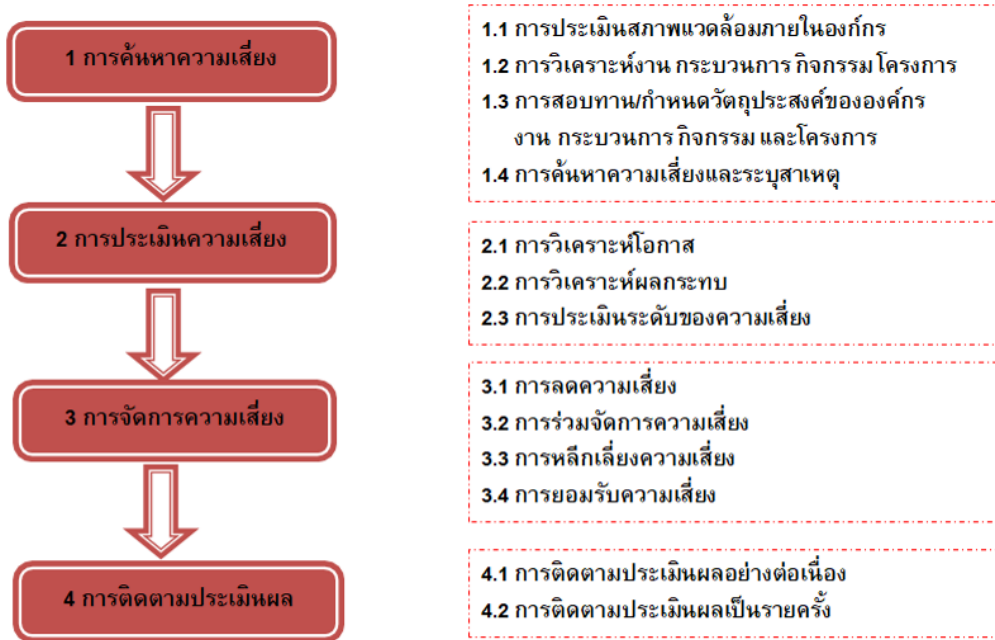 1 การค้นหาความเสี่ยง
1.1 การประเมินสภาพแวดล้อมภายในองก์กร
1.2 การวิเคราะห์งาน กระบวนการ กิจกรรม โครงการ
1.3 การสอบทาน/กำหนดวัตถุประสงค์ขององค์กร
งาน กระบวนการ กิจกรรม และโครงการ
1.4 การค้นหาความเสี่ยงและระบุสาเหตุ
2 การประเมินความเสี่ยง
2.1 การวิเคราะห์โอกาส
2.2 การวิเคราะห์ผลกระทบ
2.3 การประเมินระดับของความเสี่ยง
3 การจัดการความเสี่ยง
3.1 การลดความเสี่ยง
3.2 การร่วมจัดการความเสี่ยง
3.3 การหลีกเลี่ยงความเสี่ยง
3.4 การยอมรับความเสี่ยง
4 การติดตามประเมินผล
4.1 การติดตามประเมินผลอย่างต่อเนื่อง
4.2 การติดตามประเมินผลเป็นรายครั้ง